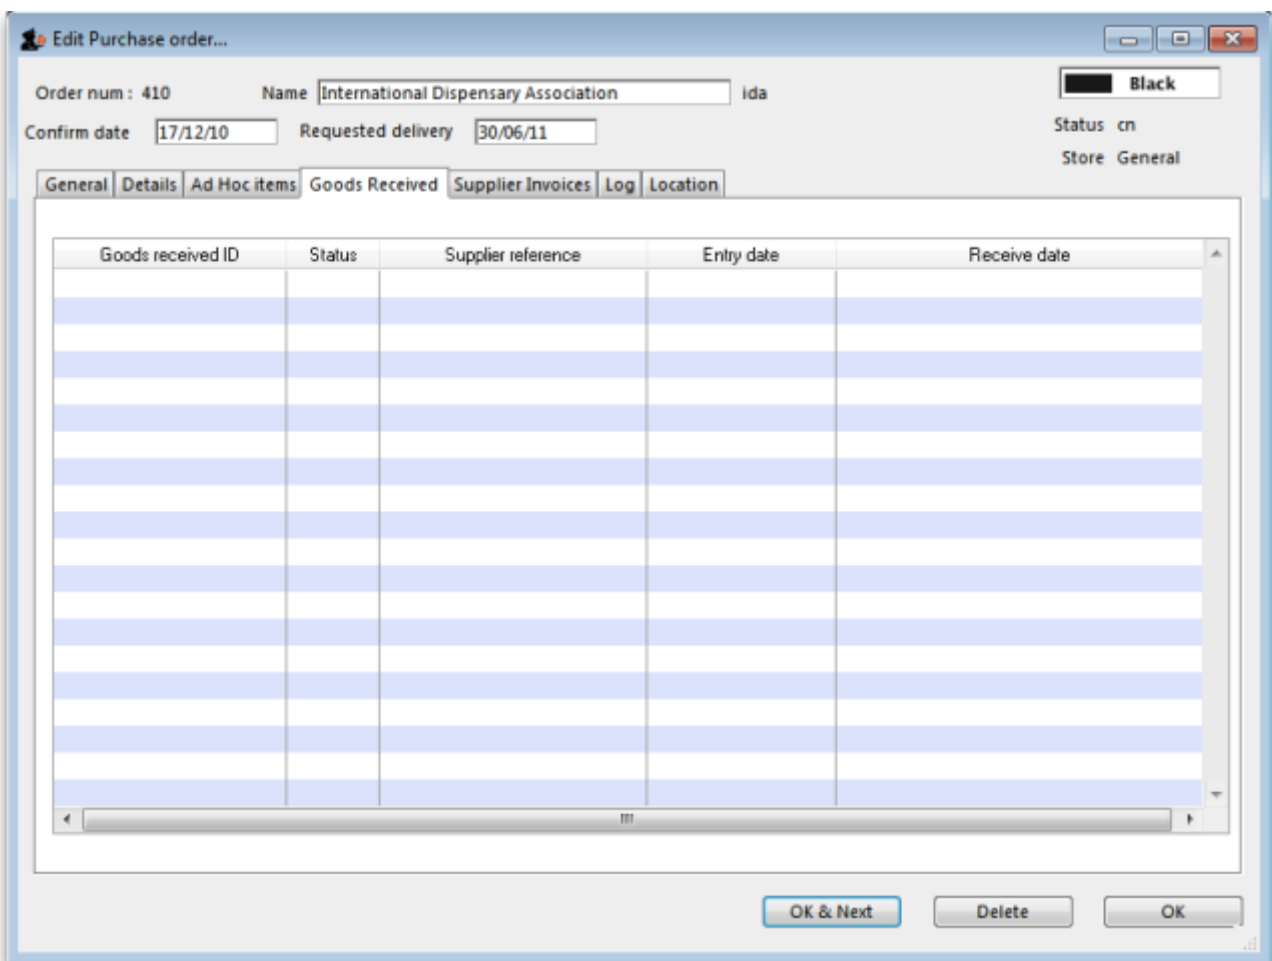 Edit Purchase order...
Order num : 410 Name International Dispensary Association ida Black
Confirm date 17/12/10 Requested delivery 30/06/11 Status cn
Store General
General Details Ad Hoc items Goods Received Supplier Invoices Log Location
Goods received ID Status Supplier reference Entry date Receive date
OK & Next Delete OK